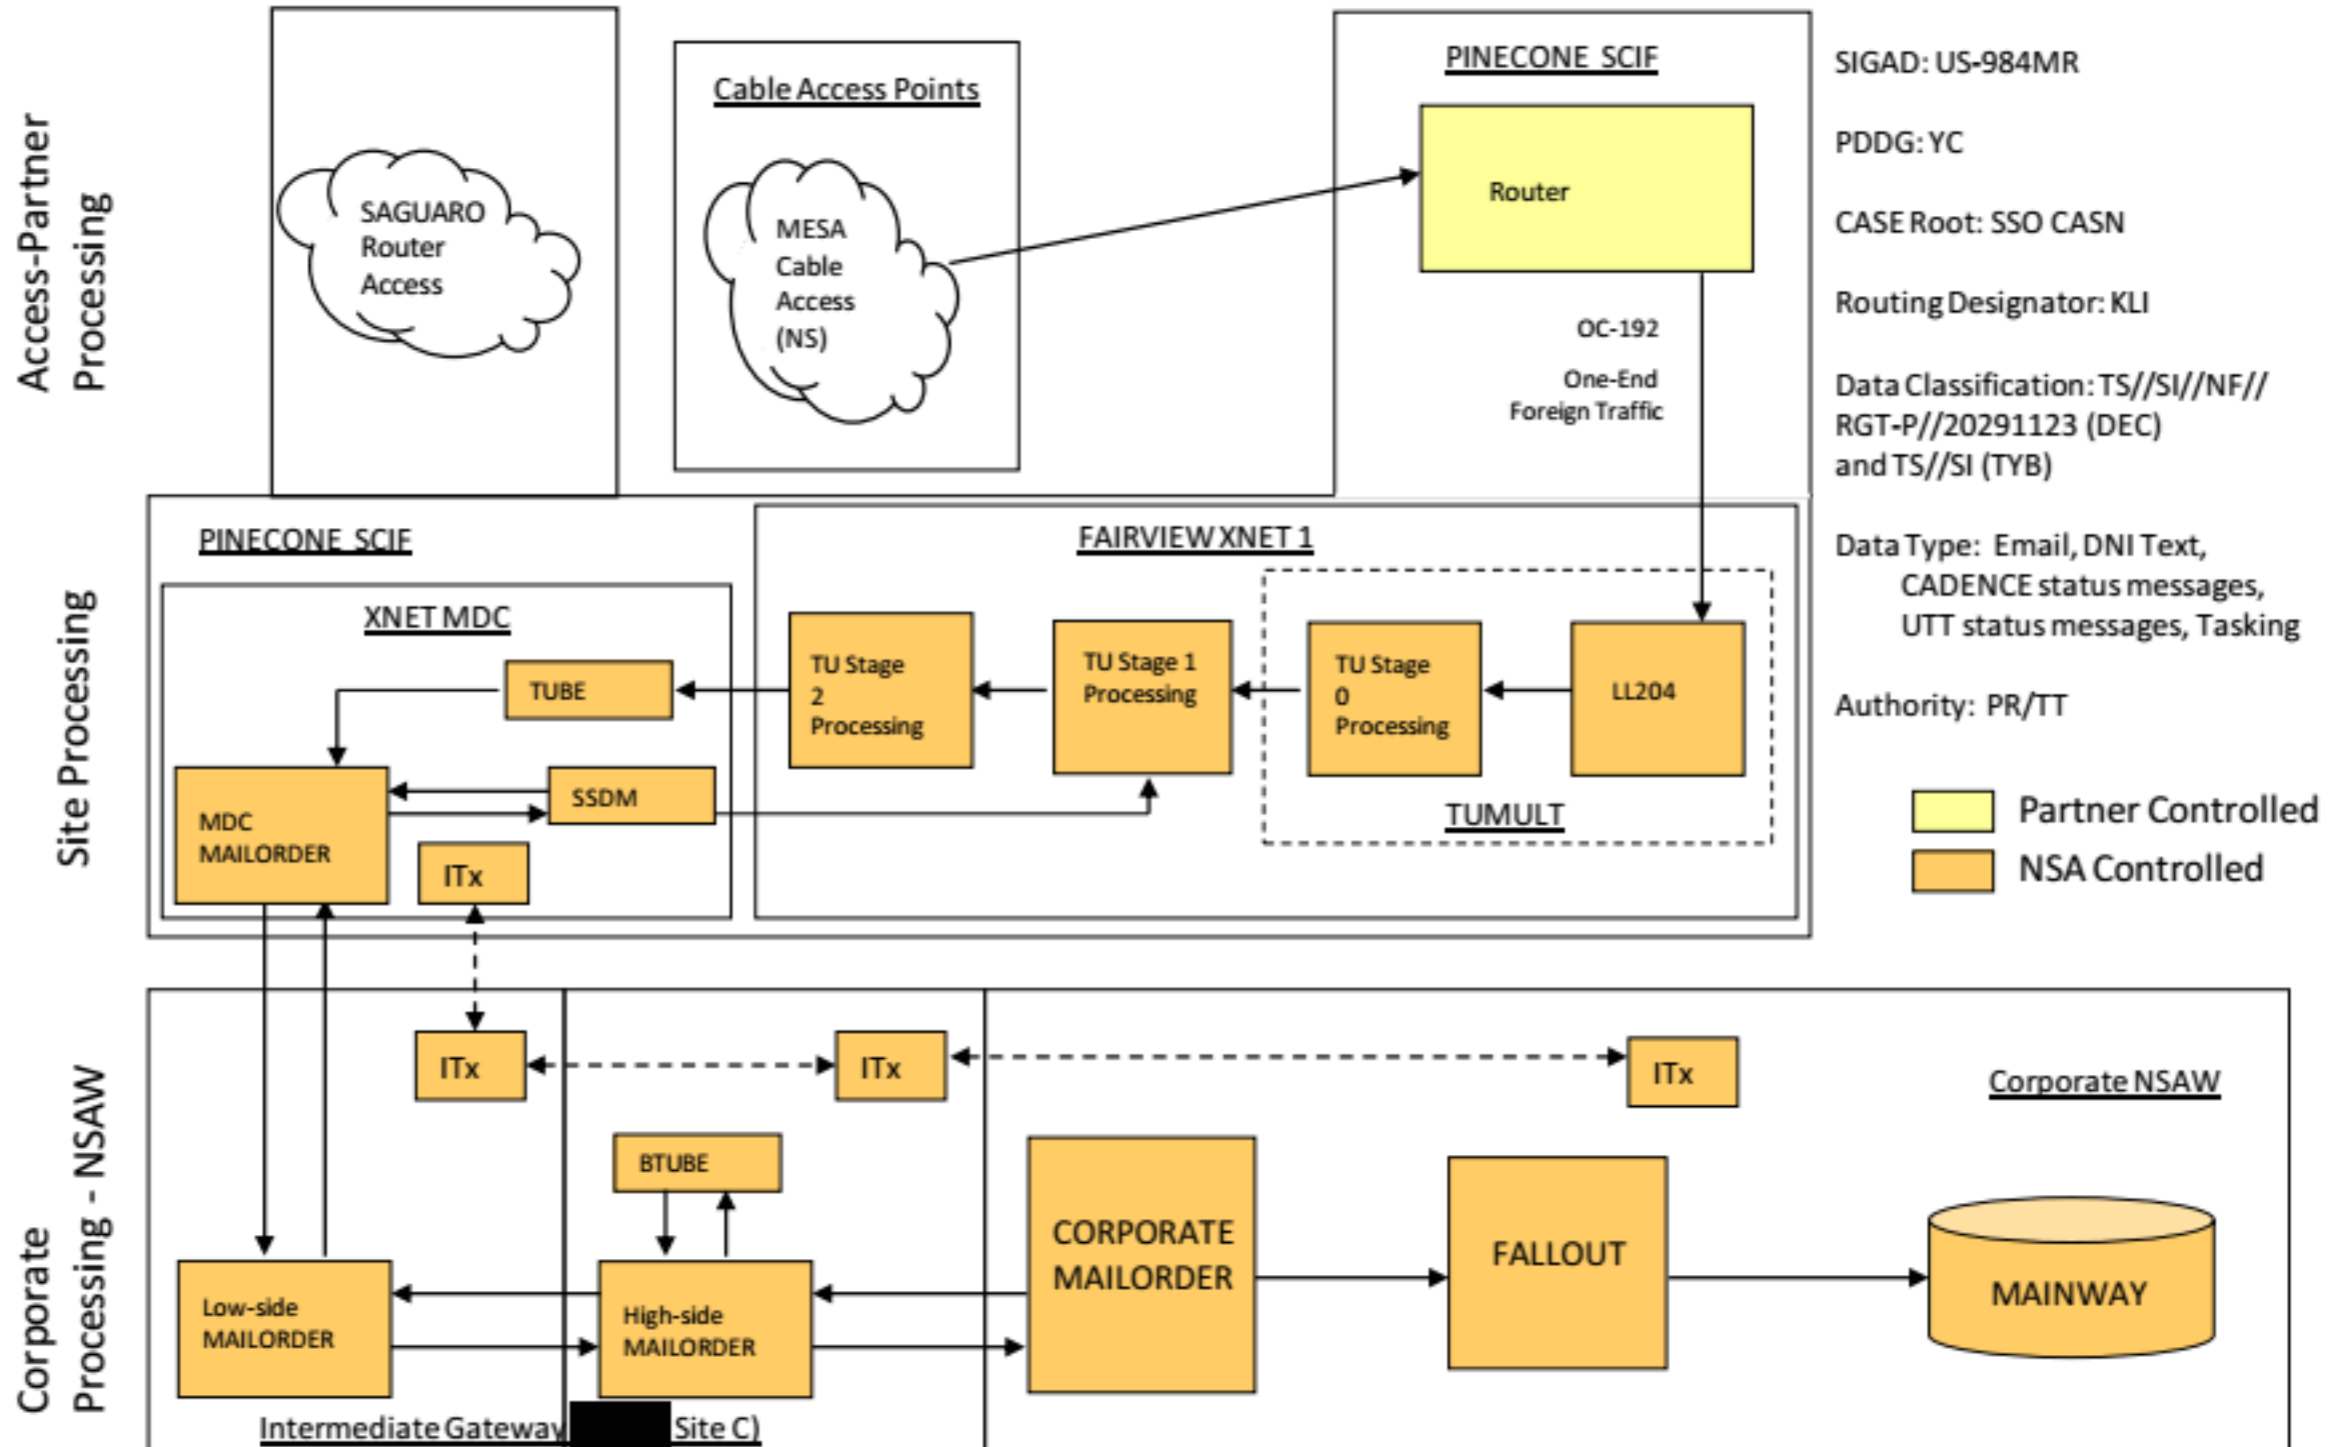 Access-Partner
Processing
SAGUARO
Router
Access
Cable Access Points
MESA
Cable
Access
(NS)
PINECONE SCIF
Router
OC-192
One-End
Foreign Traffic
SIGAD: US-984MR
PDDG: YC
CASE Root: SSO CASN
Routing Designator: KLI
Data Classification: TS//SI//NF//
RGT-P//20291123 (DEC)
and TS//SI (TYB)
Data Type: Email, DNI Text,
CADENCE status messages,
UTT status messages, Tasking
Authority: PR/TT
Partner Controlled
NSA Controlled
Site Processing
PINECONE SCIF
XNET MDC
TUBE
MDC
MAILORDER
SSDM
ITx
FAIRVIEW XNET 1
TU Stage
2
Processing
TU Stage 1
Processing
TU Stage
0
Processing
LL204
TUMULT
Corporate
Processing - NSAW
ITx
ITx
ITx
Corporate NSAW
BTUBE
Low-side
MAILORDER
High-side
MAILORDER
CORPORATE
MAILORDER
FALLOUT
MAINWAY
Intermediate Gateway Site C)